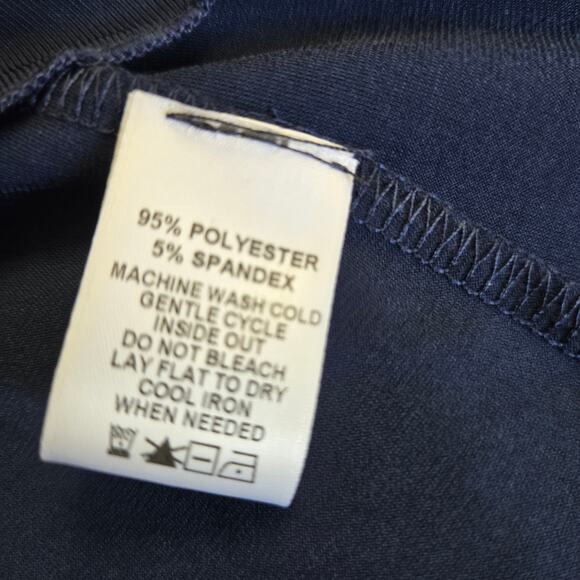 95% POLYESTER
5% SPANDEX
MACHINE WASH COLD
GENTLE CYCLE
INSIDE OUT
DO NOT BLEACH
LAY FLAT TO DRY
COOL IRON
WHEN NEEDED